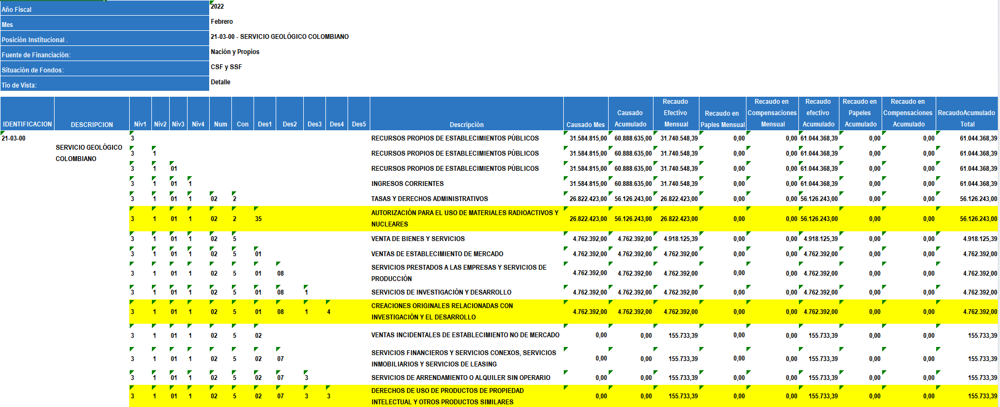 Año Fiscal 2022
Mes Febrero
Posición Institucional . 21-03-00 - SERVICIO GEOLÓGICO COLOMBIANO
Fuente de Financiación: Nación y Propios
Situación de Fondos: CSF y SSF
Tio de Vista: Detalle
IDENTIFICACION DESCRIPCION Niv1 Niv2 Niv3 Niv4 Num Con Des1 Des2 Des3 Des4 Des5 Descripción Causado Mes Causado Acumulado Recaudo Efectivo Mensual Recaudo en Paples Mensual Recaudo en Compensaciones Mensual Recaudo efectivo Acumulado Recaudo en Papeles Acumulado Recaudo en Compensaciones Acumulado RecaudoAcumulado Total
21-03-00 SERVICIO GEOLÓGICO COLOMBIANO 3 RECURSOS PROPIOS DE ESTABLECIMIENTOS PÚBLICOS 31.584.815,00 60.888.635,00 31.740.548,39 0,00 0,00 61.044.368,39 0,00 0,00 61.044.368,39
3 1 RECURSOS PROPIOS DE ESTABLECIMIENTOS PÚBLICOS 31.584.815,00 60.888.635,00 31.740.548,39 0,00 0,00 61.044.368,39 0,00 0,00 61.044.368,39
3 1 01 RECURSOS PROPIOS DE ESTABLECIMIENTOS PÚBLICOS 31.584.815,00 60.888.635,00 31.740.548,39 0,00 0,00 61.044.368,39 0,00 0,00 61.044.368,39
3 1 01 1 INGRESOS CORRIENTES 31.584.815,00 60.888.635,00 31.740.548,39 0,00 0,00 61.044.368,39 0,00 0,00 61.044.368,39
3 1 01 1 02 2 TASAS Y DERECHOS ADMINISTRATIVOS 26.822.423,00 56.126.243,00 26.822.423,00 0,00 0,00 56.126.243,00 0,00 0,00 56.126.243,00
3 1 01 1 02 2 35 AUTORIZACIÓN PARA EL USO DE MATERIALES RADIOACTIVOS Y NUCLEARES 26.822.423,00 56.126.243,00 26.822.423,00 0,00 0,00 56.126.243,00 0,00 0,00 56.126.243,00
3 1 01 1 02 5 VENTA DE BIENES Y SERVICIOS 4.762.392,00 4.762.392,00 4.918.125,39 0,00 0,00 4.918.125,39 0,00 0,00 4.918.125,39
3 1 01 1 02 5 01 VENTAS DE ESTABLECIMIENTO DE MERCADO 4.762.392,00 4.762.392,00 4.762.392,00 0,00 0,00 4.762.392,00 0,00 0,00 4.762.392,00
3 1 01 1 02 5 01 08 SERVICIOS PRESTADOS A LAS EMPRESAS Y SERVICIOS DE PRODUCCIÓN 4.762.392,00 4.762.392,00 4.762.392,00 0,00 0,00 4.762.392,00 0,00 0,00 4.762.392,00
3 1 01 1 02 5 01 08 1 SERVICIOS DE INVESTIGACIÓN Y DESARROLLO 4.762.392,00 4.762.392,00 4.762.392,00 0,00 0,00 4.762.392,00 0,00 0,00 4.762.392,00
3 1 01 1 02 5 01 08 1 4 CREACIONES ORIGINALES RELACIONADAS CON INVESTIGACIÓN Y EL DESARROLLO 4.762.392,00 4.762.392,00 4.762.392,00 0,00 0,00 4.762.392,00 0,00 0,00 4.762.392,00
3 1 01 1 02 5 02 VENTAS INCIDENTALES DE ESTABLECIMIENTO NO DE MERCADO 0,00 0,00 155.733,39 0,00 0,00 155.733,39 0,00 0,00 155.733,39
3 1 01 1 02 5 02 07 SERVICIOS FINANCIEROS Y SERVICIOS CONEXOS, SERVICIOS INMOBILIARIOS Y SERVICIOS DE LEASING 0,00 0,00 155.733,39 0,00 0,00 155.733,39 0,00 0,00 155.733,39
3 1 01 1 02 5 02 07 3 SERVICIOS DE ARRENDAMIENTO O ALQUILER SIN OPERARIO 0,00 0,00 155.733,39 0,00 0,00 155.733,39 0,00 0,00 155.733,39
3 1 01 1 02 5 02 07 3 3 DERECHOS DE USO DE PRODUCTOS DE PROPIEDAD INTELECTUAL Y OTROS PRODUCTOS SIMILARES 0,00 0,00 155.733,39 0,00 0,00 155.733,39 0,00 0,00 155.733,39